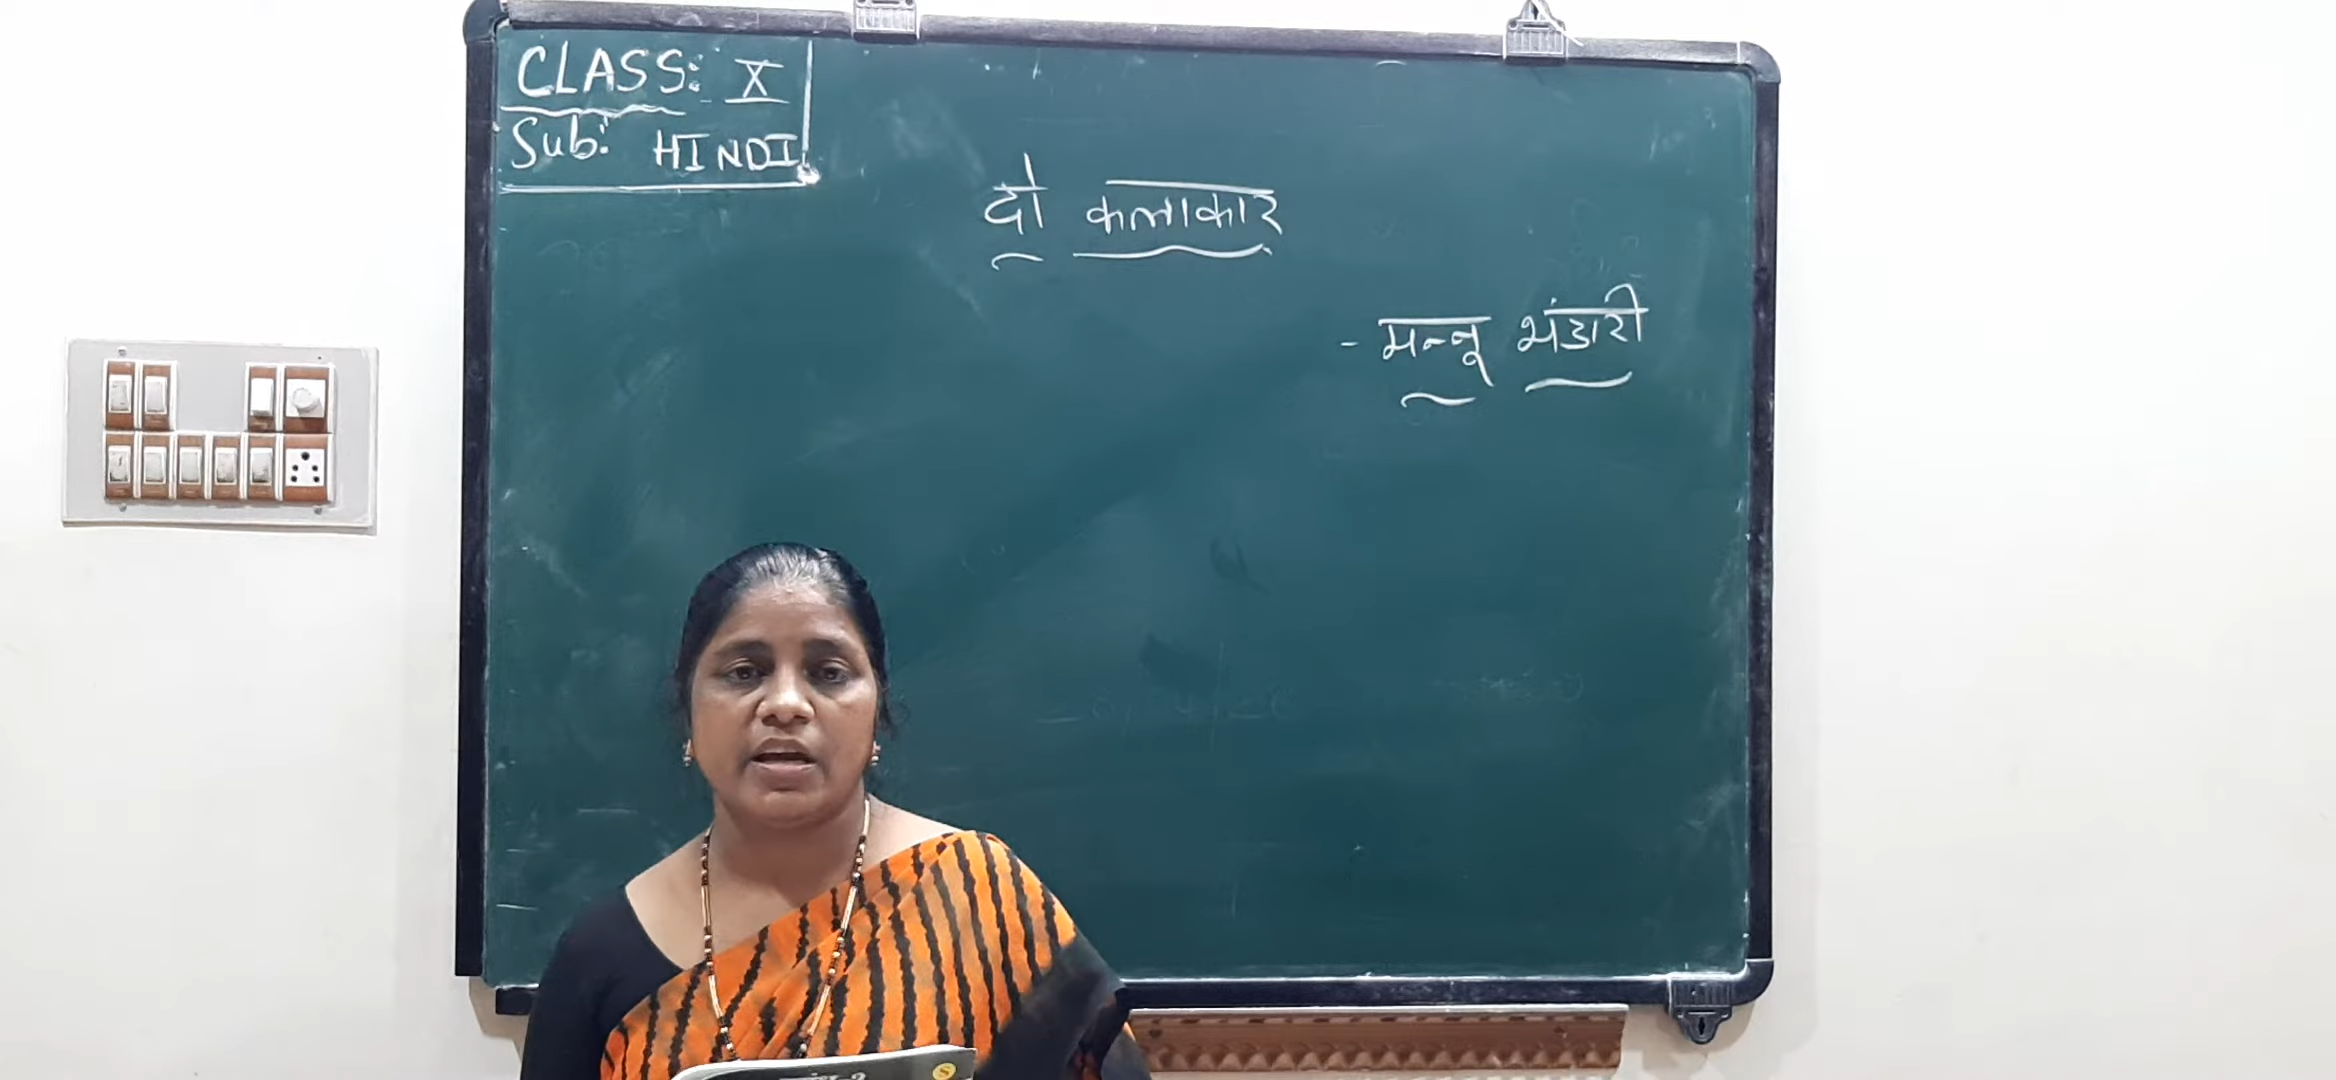 CLASS: X
Sub: HINDI
दो कलाकार
- मन्नू भंडारी